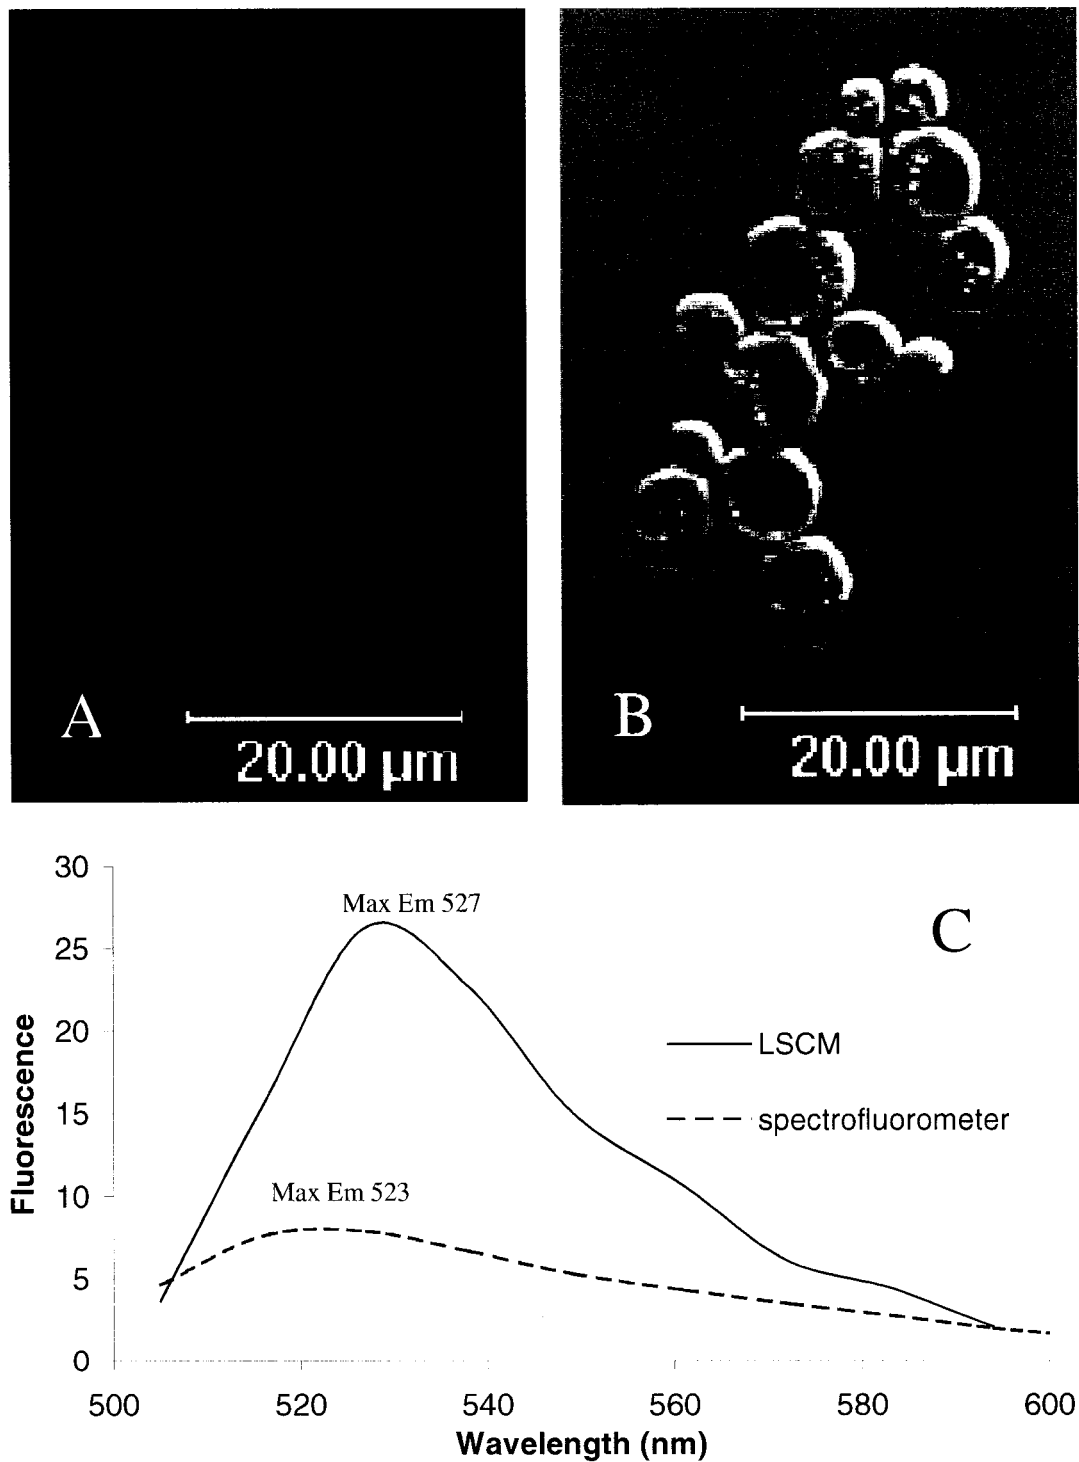 A
20.00 µm
B
20.00 µm
30
25
20
15
10
5
0
Fluorescence
Max Em 527
C
LSCM
spectrofluorometer
Max Em 523
500
520
540
560
580
600
Wavelength (nm)